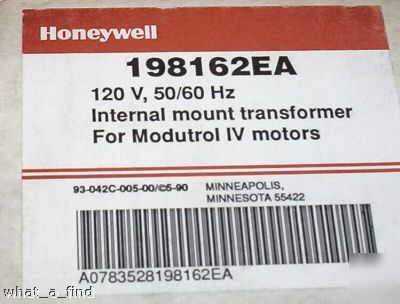 Honeywell
198162EA
120 V, 50/60 Hz
Internal mount transformer
For Modutrol IV motors
93-042C-005-00/©5-90 MINNEAPOLIS,
MINNESOTA 55422
A0783528198162EA
what_a_find